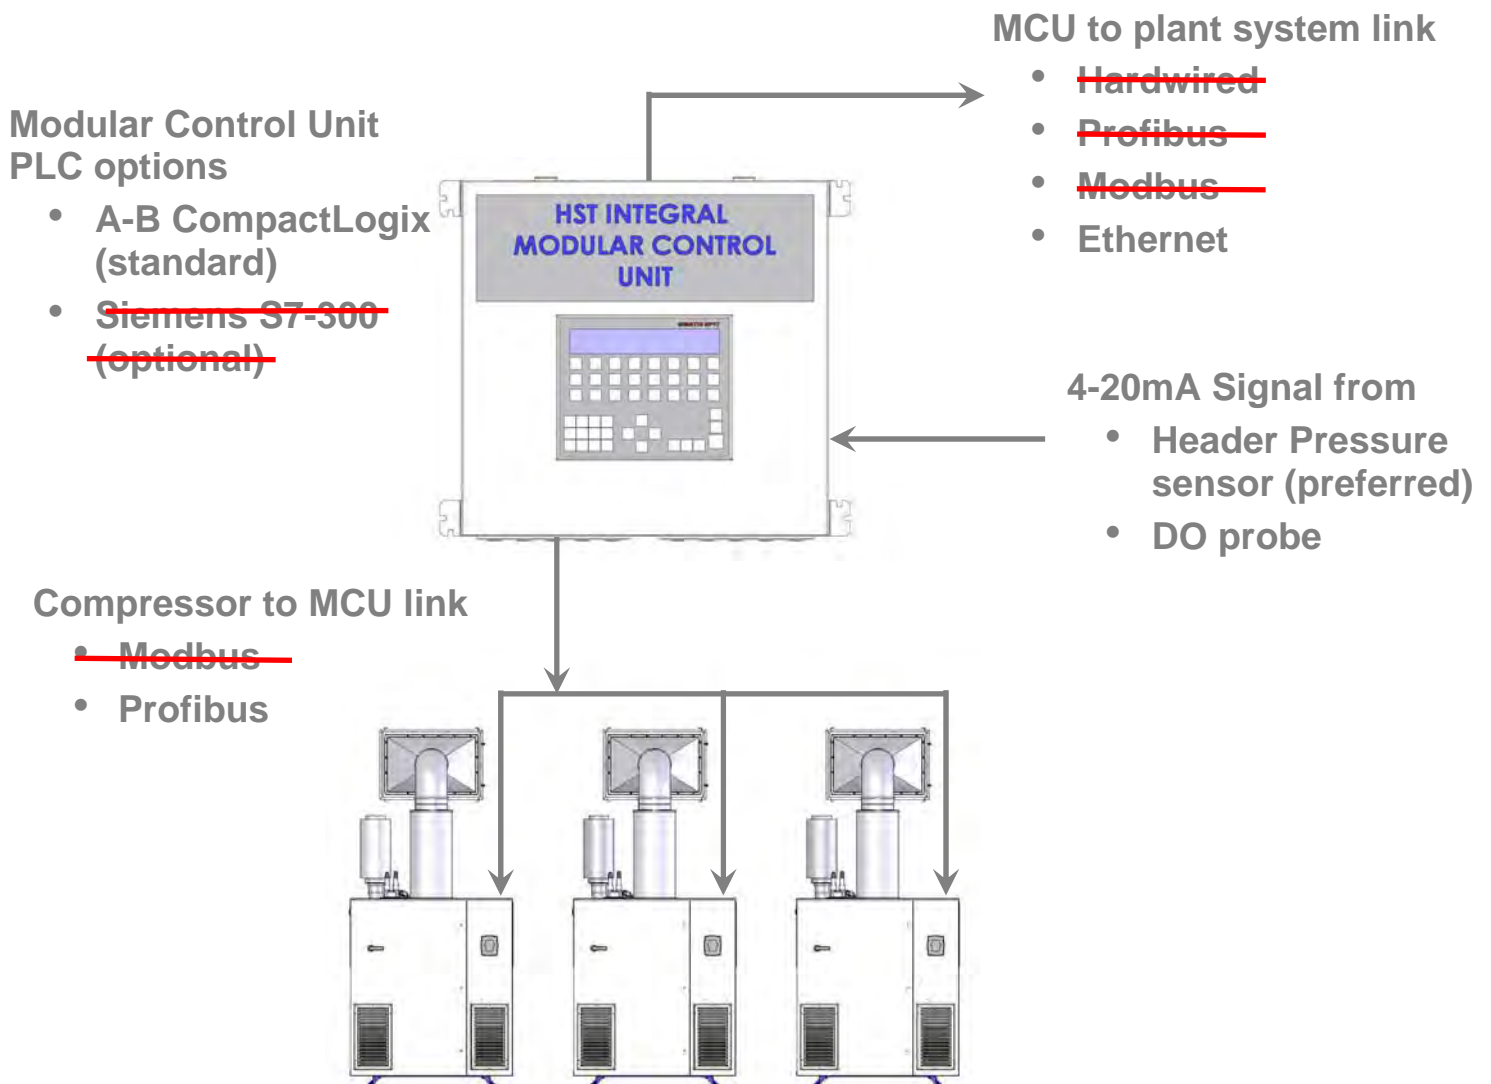 MCU to plant system link
• Hardwired
• Profibus
• Modbus
• Ethernet
Modular Control Unit
PLC options
• A-B CompactLogix
(standard)
• Siemens S7-300
(optional)
HST INTEGRAL
MODULAR CONTROL
UNIT
4-20mA Signal from
• Header Pressure
sensor (preferred)
• DO probe
Compressor to MCU link
• Modbus
• Profibus